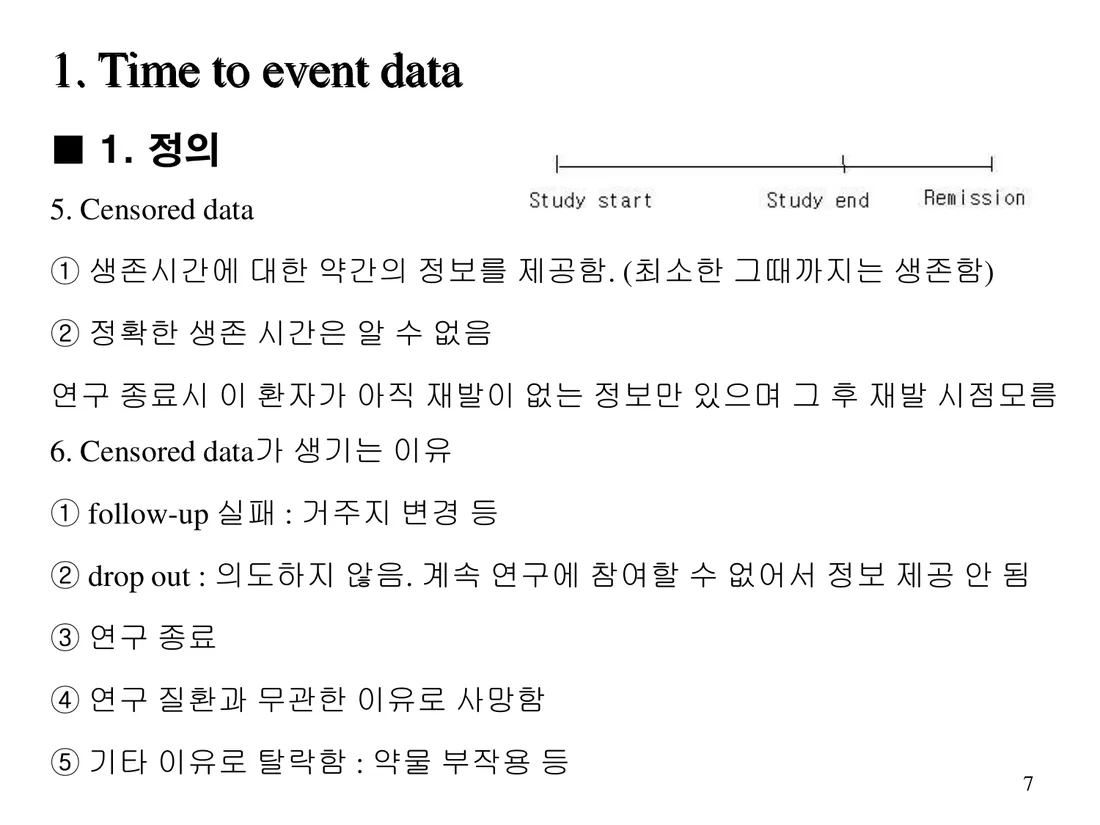 1. Time to event data
■ 1. 정의
Study start Study end Remission
5. Censored data
① 생존시간에 대한 약간의 정보를 제공함. (최소한 그때까지는 생존함)
② 정확한 생존 시간은 알 수 없음
연구 종료시 이 환자가 아직 재발이 없는 정보만 있으며 그 후 재발 시점모름
6. Censored data가 생기는 이유
① follow-up 실패 : 거주지 변경 등
② drop out : 의도하지 않음. 계속 연구에 참여할 수 없어서 정보 제공 안 됨
③ 연구 종료
④ 연구 질환과 무관한 이유로 사망함
⑤ 기타 이유로 탈락함 : 약물 부작용 등
7